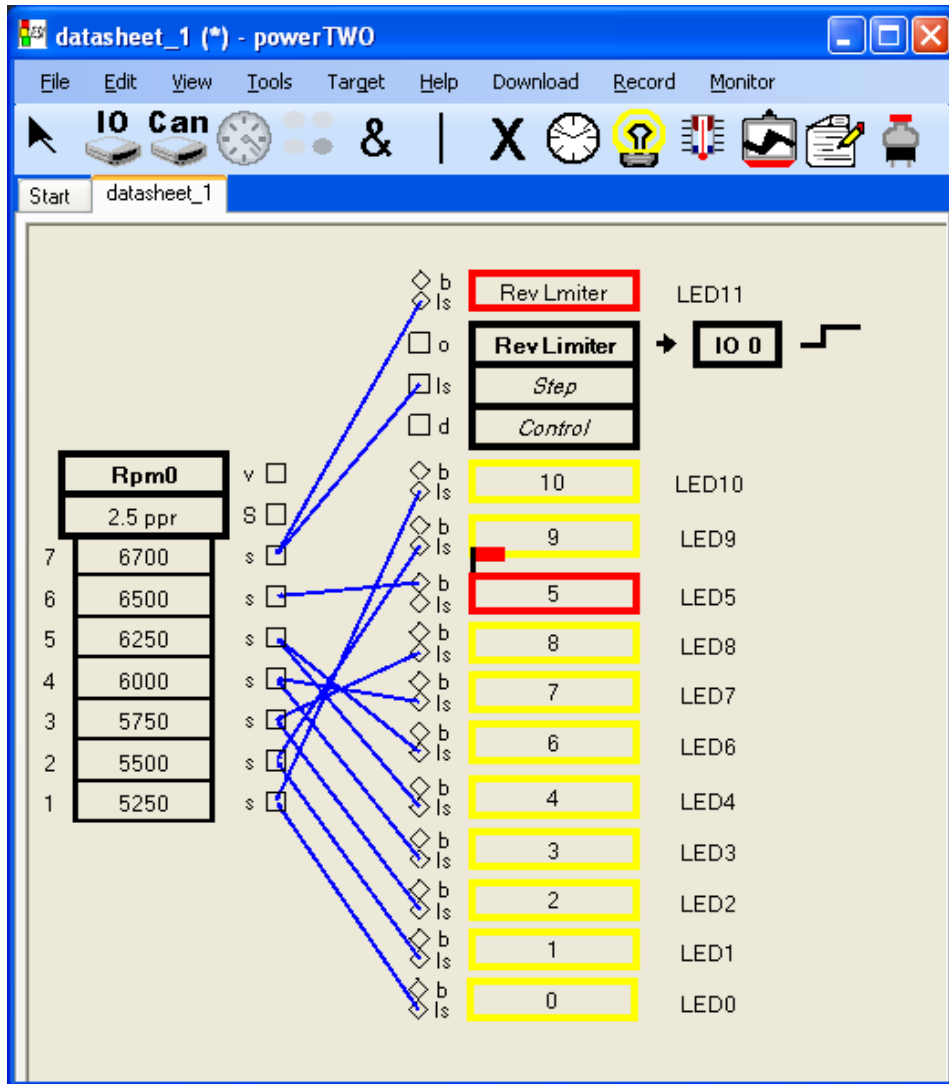 datasheet_1 (*) - powerTWO
File Edit View Tools Target Help Download Record Monitor
IO Can & | X
Start datasheet_1
b
ls Rev Lmiter LED11
o Rev Limiter IO 0
ls Step
d Control
Rpm0 v
2.5 ppr S
7 6700 s
6 6500 s
5 6250 s
4 6000 s
3 5750 s
2 5500 s
1 5250 s
b
ls 10 LED10
b
ls 9 LED9
b
ls 5 LED5
b
ls 8 LED8
b
ls 7 LED7
b
ls 6 LED6
b
ls 4 LED4
b
ls 3 LED3
b
ls 2 LED2
b
ls 1 LED1
b
ls 0 LED0